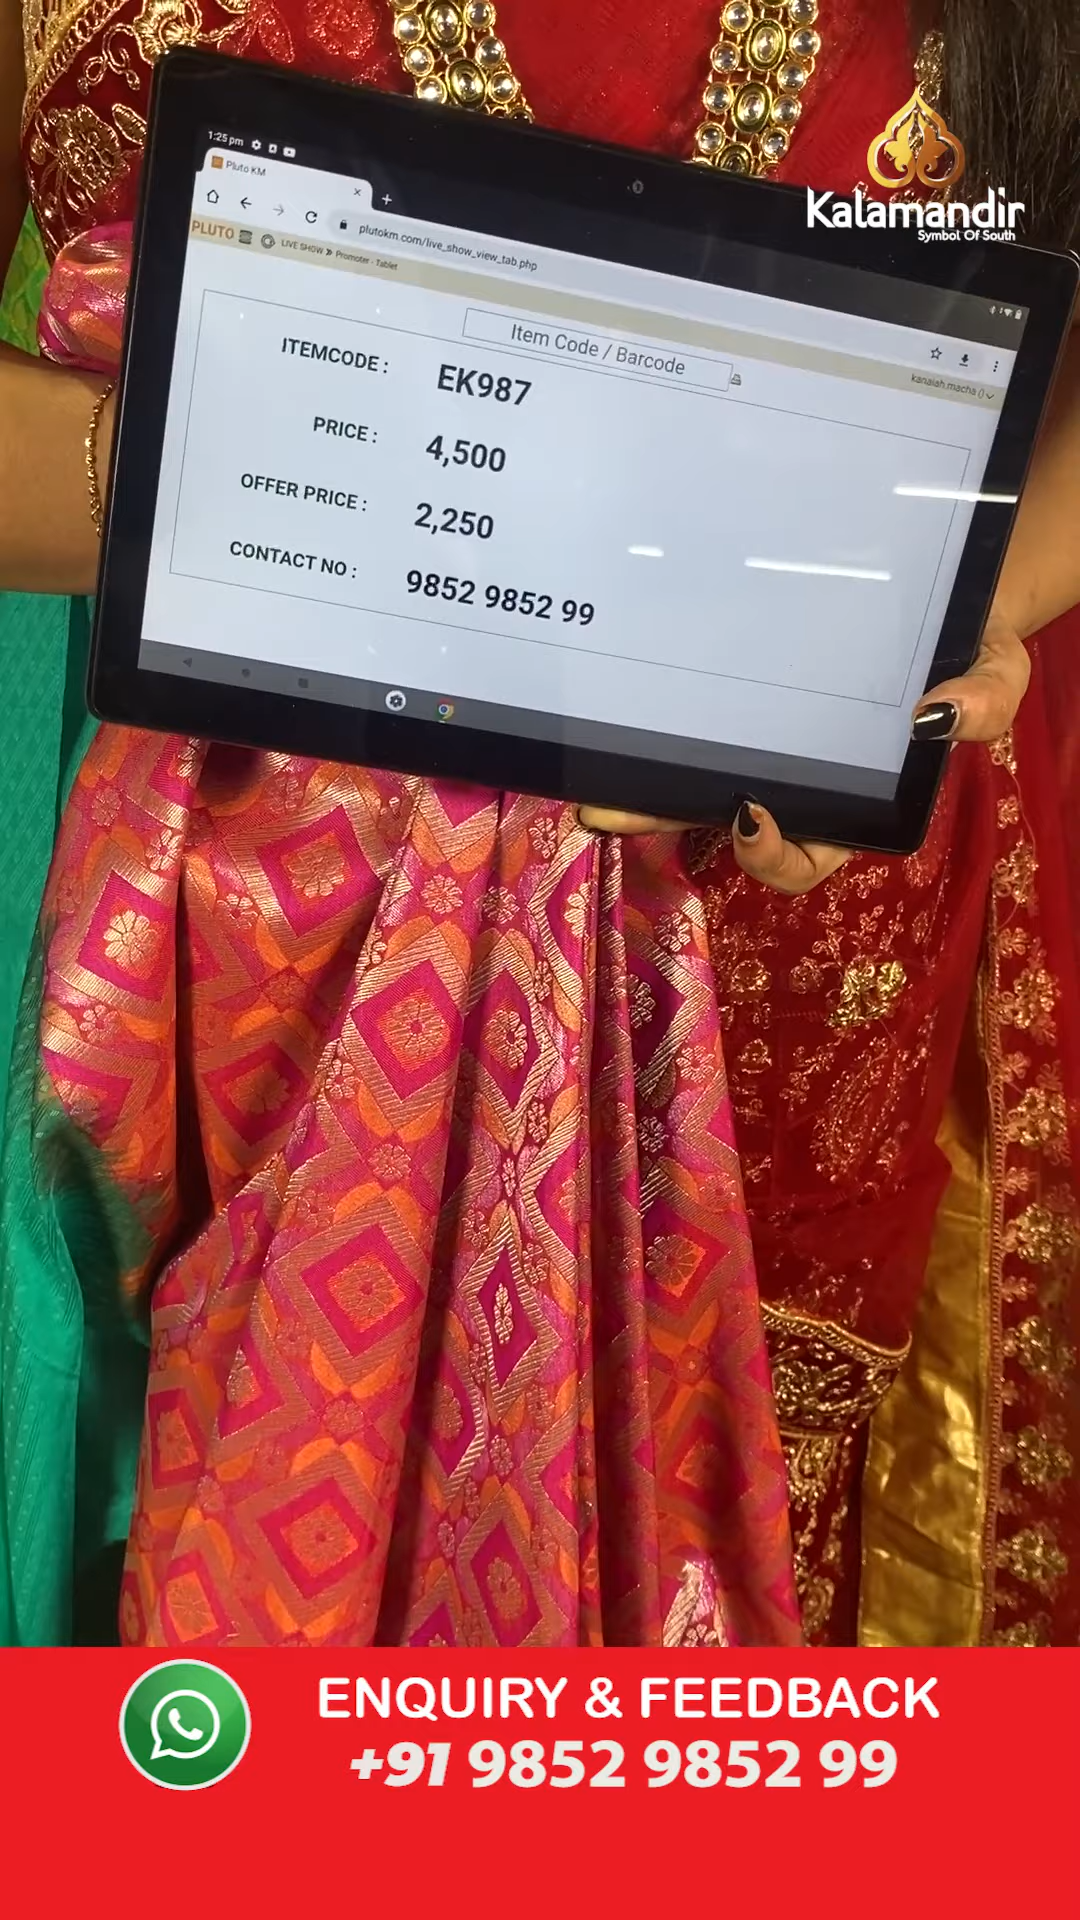 Kalamandir
Symbol Of South
1:25 pm
Pluto KM
plutokm.com/live_show_view_tab.php
PLUTO
LIVE SHOW » Promoter - Tablet
kanaiah.macha ()
Item Code / Barcode
ITEMCODE : EK987
PRICE : 4,500
OFFER PRICE : 2,250
CONTACT NO : 9852 9852 99
ENQUIRY & FEEDBACK
+91 9852 9852 99